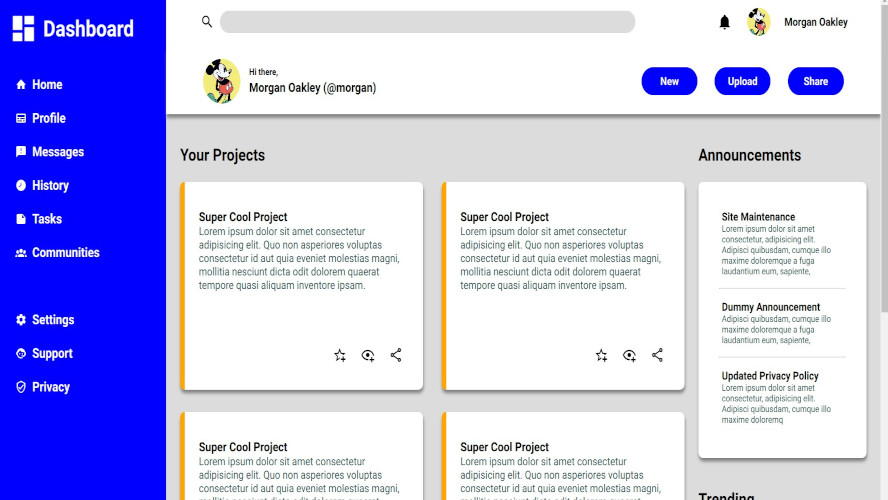 Dashboard
Home
Profile
Messages
History
Tasks
Communities
Settings
Support
Privacy
Morgan Oakley
Hi there,
Morgan Oakley (@morgan)
New
Upload
Share
Your Projects
Super Cool Project
Lorem ipsum dolor sit amet consectetur
adipisicing elit. Quo non asperiores voluptas
consectetur id aut quia eveniet molestias magni,
mollitia nesciunt dicta odit dolorem quaerat
tempore quasi aliquam inventore ipsam.
Super Cool Project
Lorem ipsum dolor sit amet consectetur
adipisicing elit. Quo non asperiores voluptas
consectetur id aut quia eveniet molestias magni,
mollitia nesciunt dicta odit dolorem quaerat
tempore quasi aliquam inventore ipsam.
Super Cool Project
Lorem ipsum dolor sit amet consectetur
adipisicing elit. Quo non asperiores voluptas
consectetur id aut quia eveniet molestias magni,
Super Cool Project
Lorem ipsum dolor sit amet consectetur
adipisicing elit. Quo non asperiores voluptas
consectetur id aut quia eveniet molestias magni,
Announcements
Site Maintenance
Lorem ipsum dolor sit amet
consectetur, adipisicing elit.
Adipisci quibusdam, cumque illo
maxime doloremque a fuga
laudantium eum, sapiente,
Dummy Announcement
Adipisci quibusdam, cumque illo
maxime doloremque a fuga
laudantium eum, sapiente,
Updated Privacy Policy
Lorem ipsum dolor sit amet
consectetur, adipisicing elit.
Adipisci quibusdam, cumque illo
maxime doloremq
Trending